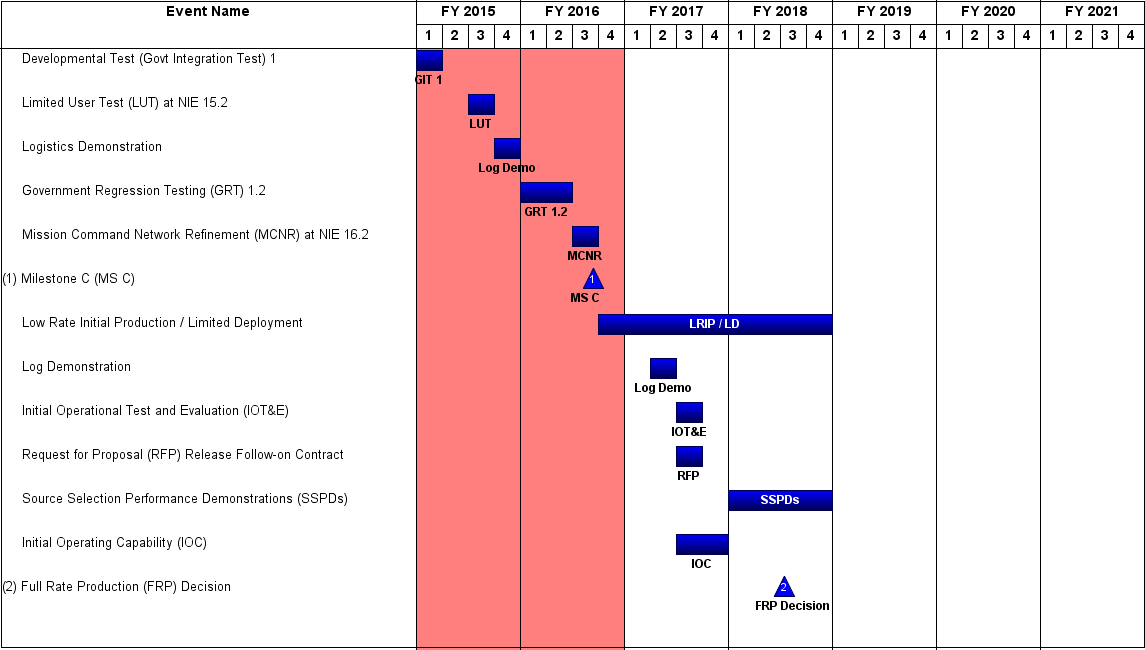 Event Name FY 2015 FY 2016 FY 2017 FY 2018 FY 2019 FY 2020 FY 2021
1 2 3 4 1 2 3 4 1 2 3 4 1 2 3 4 1 2 3 4 1 2 3 4 1 2 3 4
Developmental Test (Govt Integration Test) 1
GIT 1
Limited User Test (LUT) at NIE 15.2
LUT
Logistics Demonstration
Log Demo
Government Regression Testing (GRT) 1.2
GRT 1.2
Mission Command Network Refinement (MCNR) at NIE 16.2
MCNR
(1) Milestone C (MS C) 1
MS C
Low Rate Initial Production / Limited Deployment LRIP / LD
Log Demonstration
Log Demo
Initial Operational Test and Evaluation (IOT&E)
IOT&E
Request for Proposal (RFP) Release Follow-on Contract
RFP
Source Selection Performance Demonstrations (SSPDs) SSPDs
Initial Operating Capability (IOC)
IOC
(2) Full Rate Production (FRP) Decision 2
FRP Decision